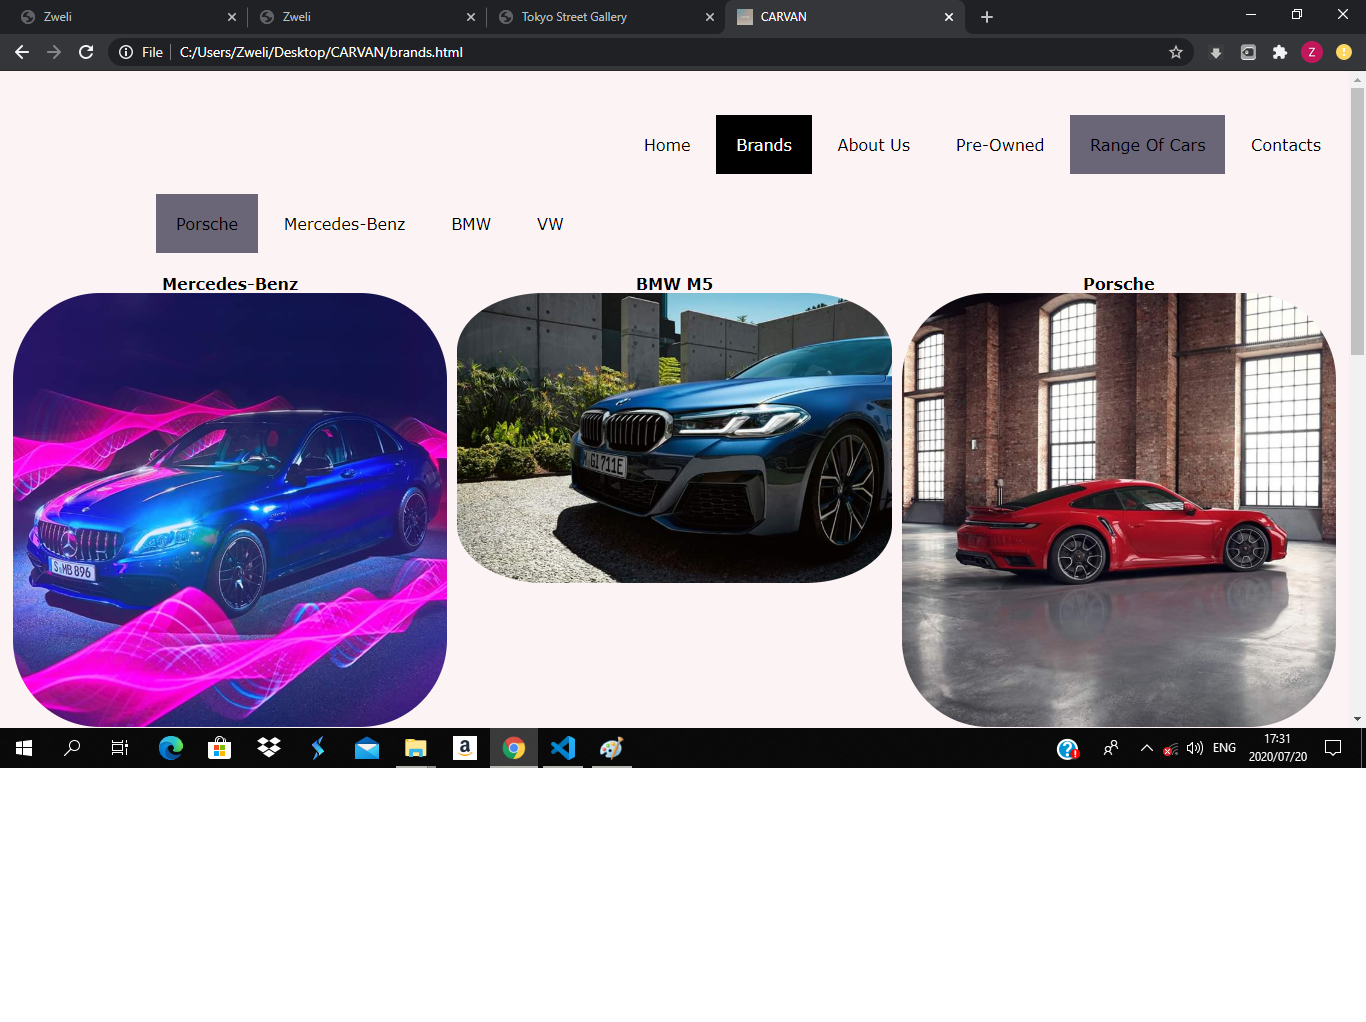 Zweli
Zweli
Tokyo Street Gallery
CARVAN
File
C:/Users/Zweli/Desktop/CARVAN/brands.html
Z
Home
Brands
About Us
Pre-Owned
Range Of Cars
Contacts
Porsche
Mercedes-Benz
BMW
VW
Mercedes-Benz
BMW M5
Porsche
S MB 896
GI 711E
a
ENG
17:31
2020/07/20